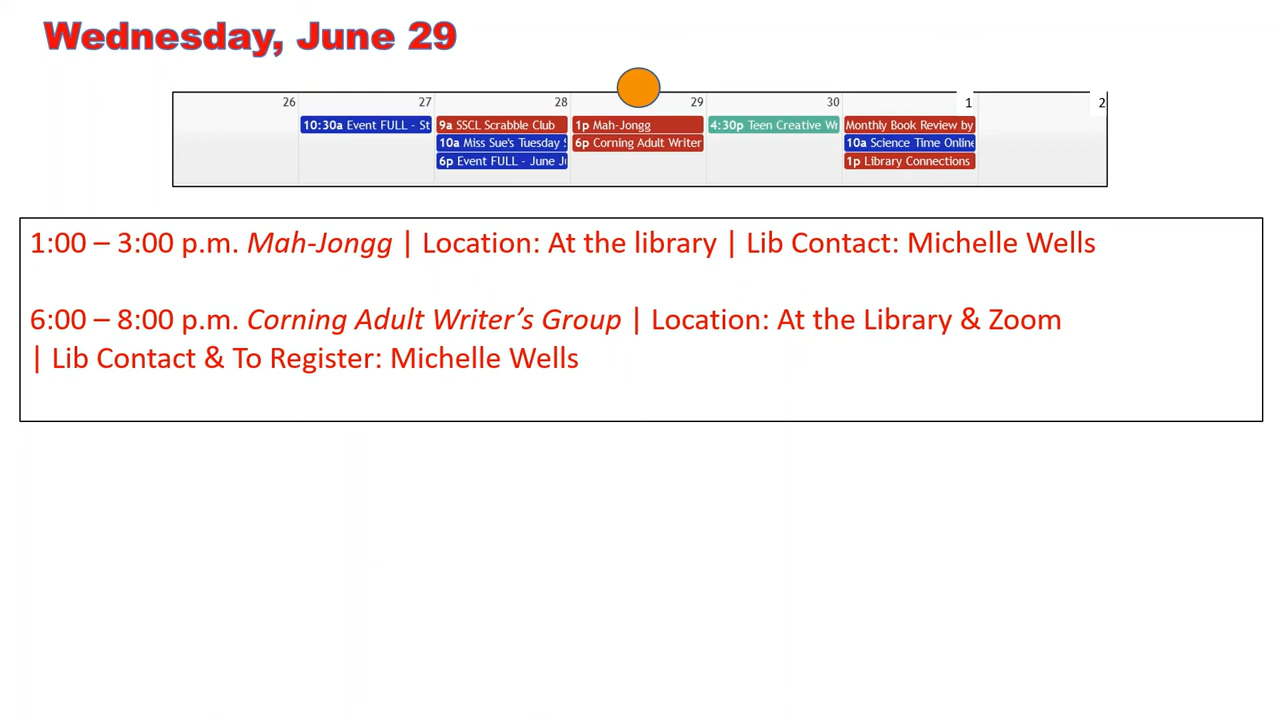 Wednesday, June 29
26 27 28 29 30 1 2
10:30a Event FULL - St 9a SSCL Scrabble Club 1p Mah-Jongg 4:30p Teen Creative Wr Monthly Book Review by
10a Miss Sue's Tuesday S 6p Corning Adult Writer 10a Science Time Online
6p Event FULL - June Ju 1p Library Connections
1:00 – 3:00 p.m. Mah-Jongg | Location: At the library | Lib Contact: Michelle Wells
6:00 – 8:00 p.m. Corning Adult Writer’s Group | Location: At the Library & Zoom
| Lib Contact & To Register: Michelle Wells